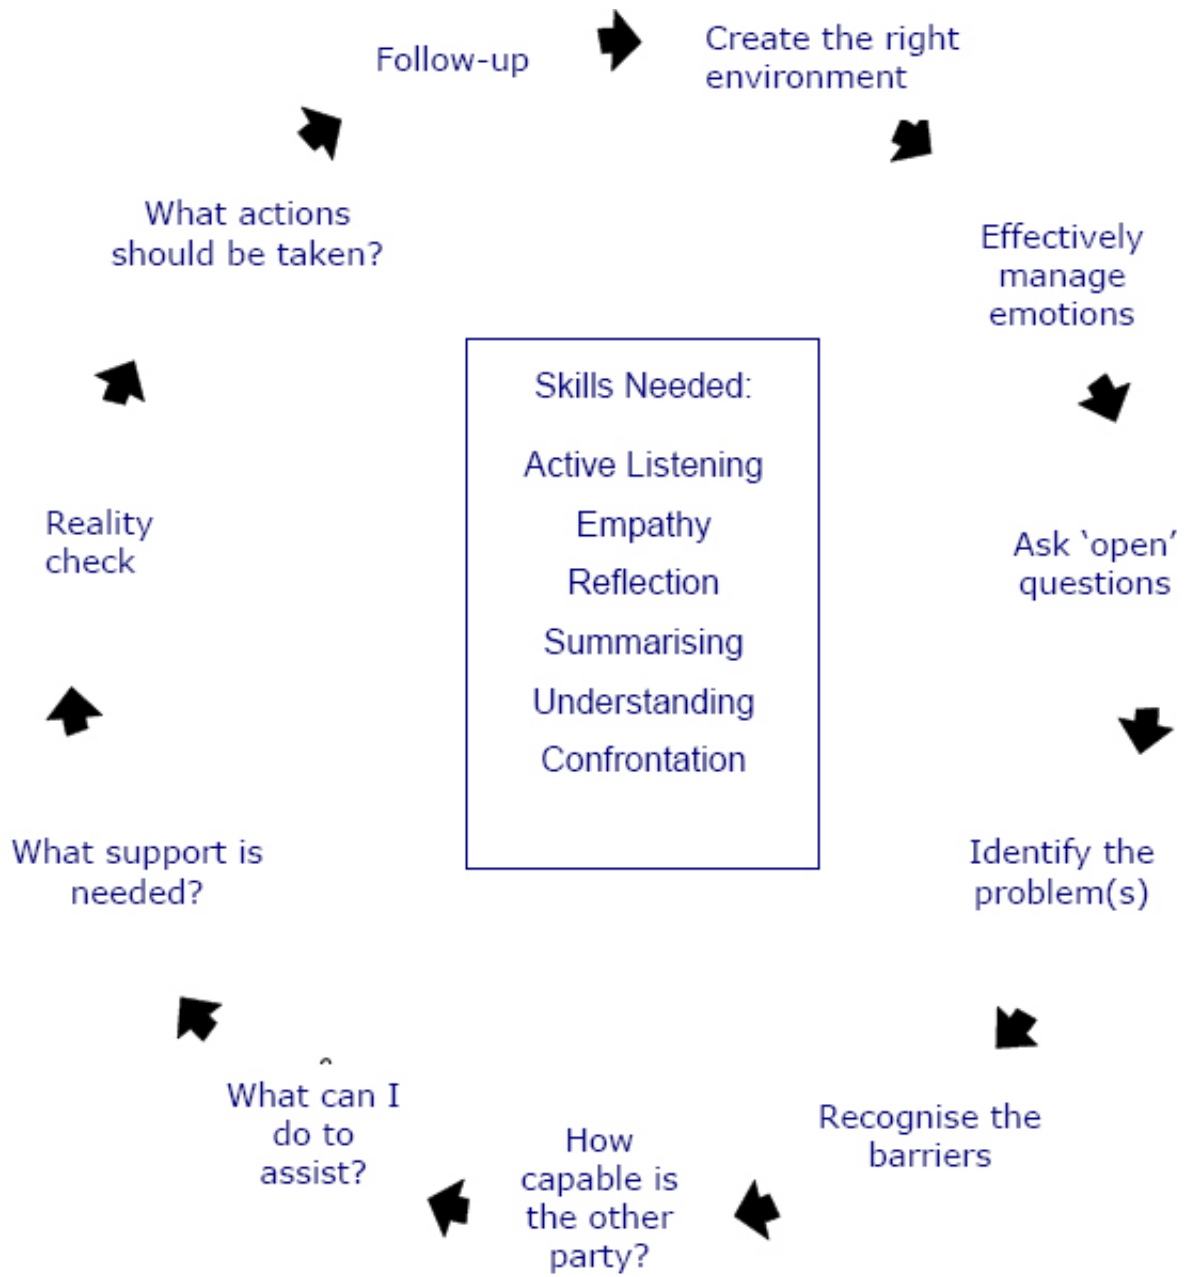 Follow-up
Create the right
environment
Effectively
manage
emotions
Ask ‘open’
questions
Identify the
problem(s)
Recognise the
barriers
How
capable is
the other
party?
What can I
do to
assist?
What support is
needed?
Reality
check
What actions
should be taken?
Skills Needed:
Active Listening
Empathy
Reflection
Summarising
Understanding
Confrontation